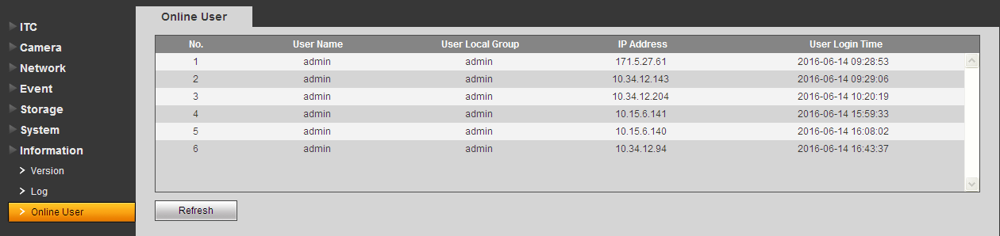 Online User
ITC
Camera
Network
Event
Storage
System
Information
Version
Log
Online User
No. User Name User Local Group IP Address User Login Time
1 admin admin 171.5.27.61 2016-06-14 09:28:53
2 admin admin 10.34.12.143 2016-06-14 09:29:06
3 admin admin 10.34.12.204 2016-06-14 10:20:19
4 admin admin 10.15.6.141 2016-06-14 15:59:33
5 admin admin 10.15.6.140 2016-06-14 16:08:02
6 admin admin 10.34.12.94 2016-06-14 16:43:37
Refresh